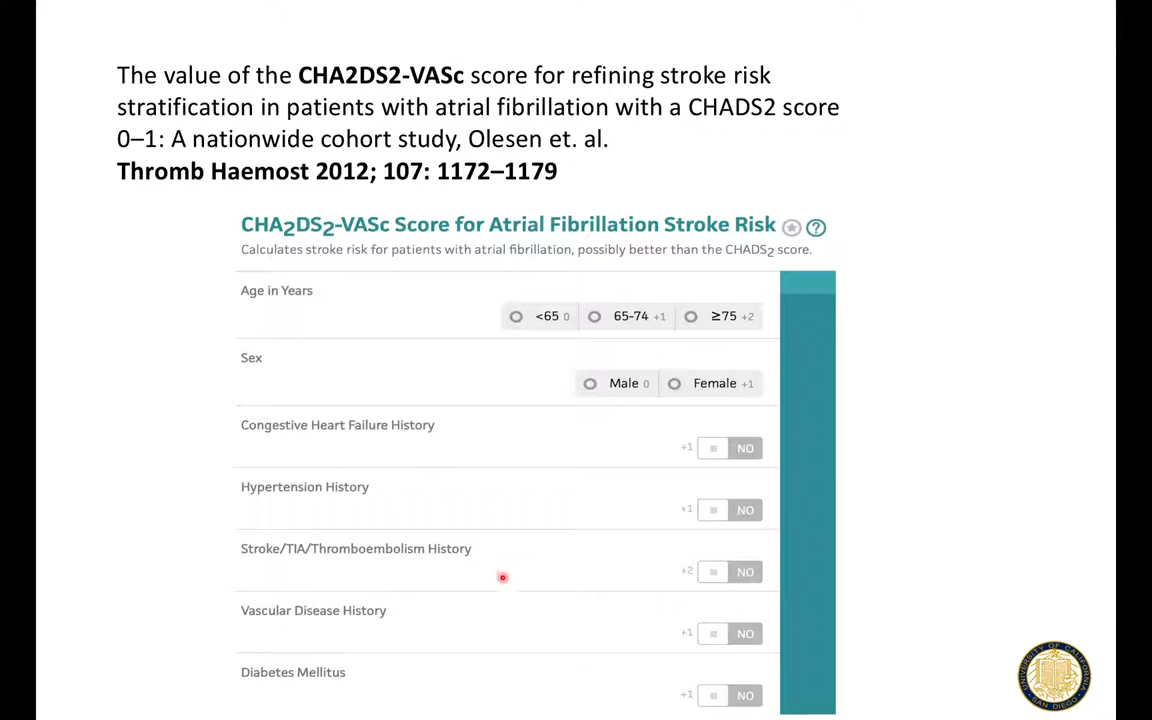 The value of the CHA2DS2-VASc score for refining stroke risk
stratification in patients with atrial fibrillation with a CHADS2 score
0–1: A nationwide cohort study, Olesen et. al.
Thromb Haemost 2012; 107: 1172–1179
CHA2DS2-VASc Score for Atrial Fibrillation Stroke Risk ?
Calculates stroke risk for patients with atrial fibrillation, possibly better than the CHADS2 score.
Age in Years
<65 0 65-74 +1 ≥75 +2
Sex
Male 0 Female +1
Congestive Heart Failure History
+1 NO
Hypertension History
+1 NO
Stroke/TIA/Thromboembolism History
+2 NO
Vascular Disease History
+1 NO
Diabetes Mellitus
+1 NO
UNIVERSITY OF CALIFORNIA
SAN DIEGO